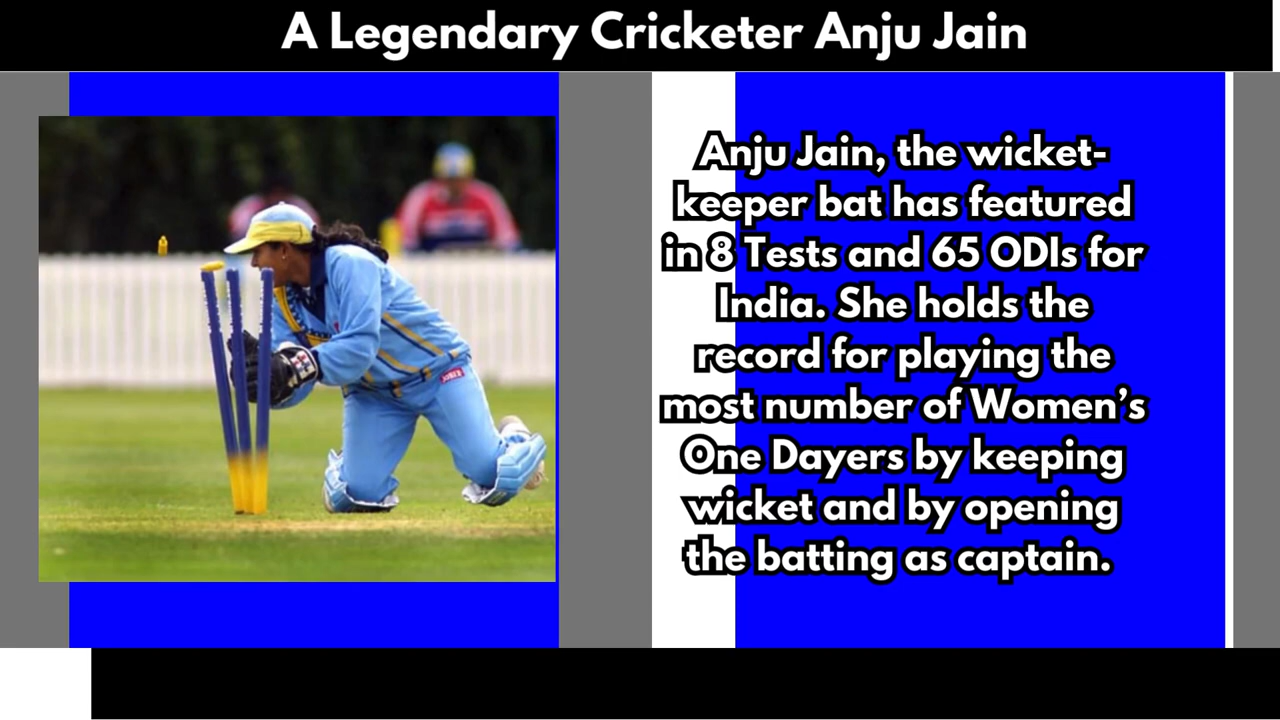 A Legendary Cricketer Anju Jain
Anju Jain, the wicket-
keeper bat has featured
in 8 Tests and 65 ODIs for
India. She holds the
record for playing the
most number of Women’s
One Dayers by keeping
wicket and by opening
the batting as captain.